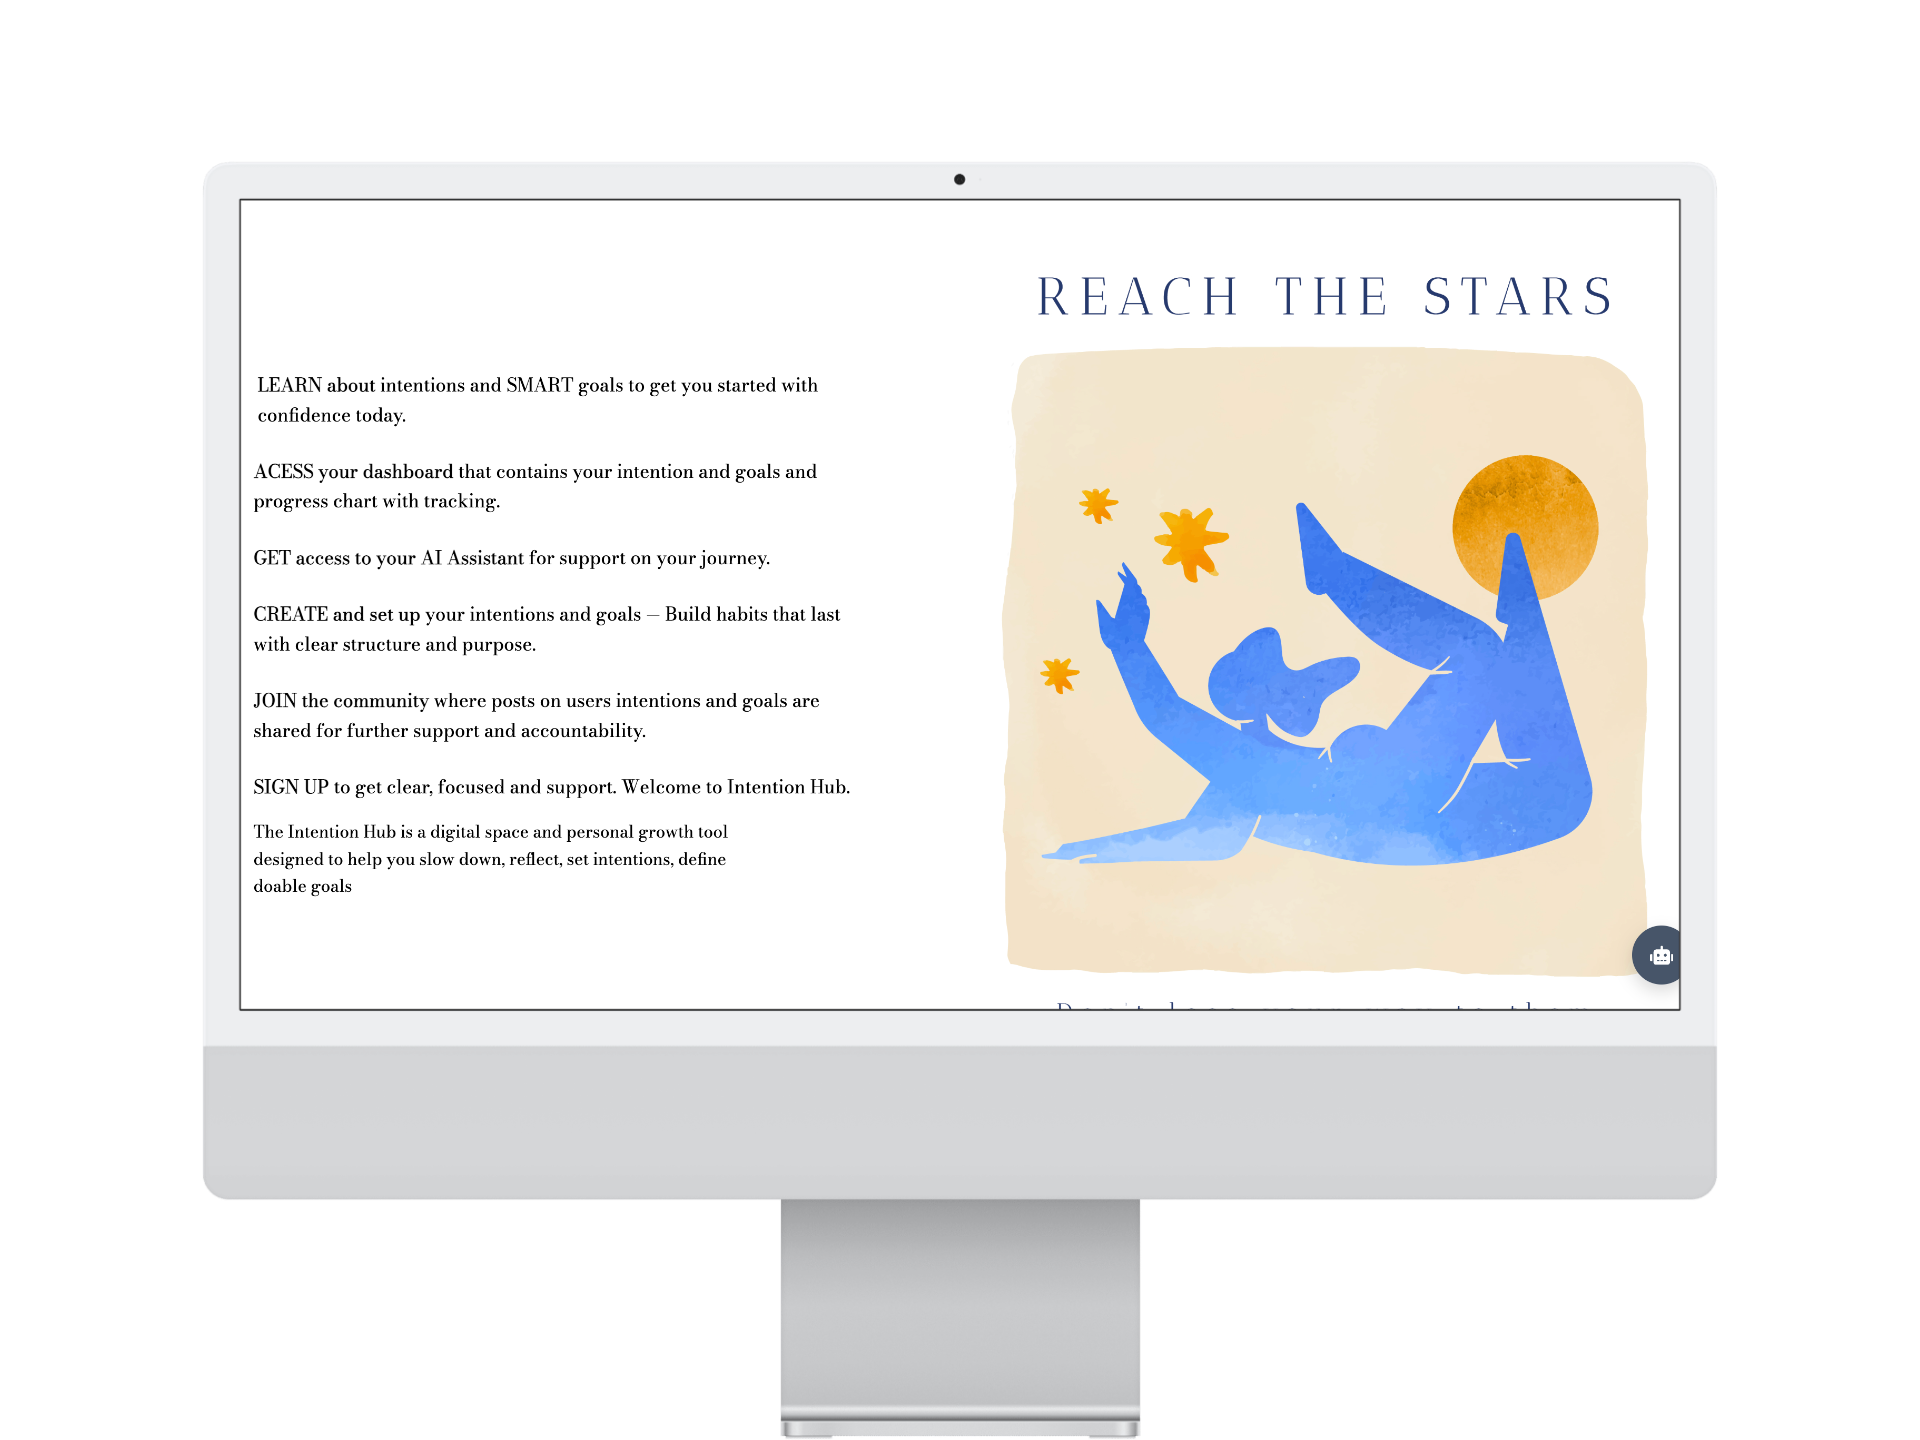 REACH THE STARS
LEARN about intentions and SMART goals to get you started with
confidence today.
ACESS your dashboard that contains your intention and goals and
progress chart with tracking.
GET access to your AI Assistant for support on your journey.
CREATE and set up your intentions and goals – Build habits that last
with clear structure and purpose.
JOIN the community where posts on users intentions and goals are
shared for further support and accountability.
SIGN UP to get clear, focused and support. Welcome to Intention Hub.
The Intention Hub is a digital space and personal growth tool
designed to help you slow down, reflect, set intentions, define
doable goals